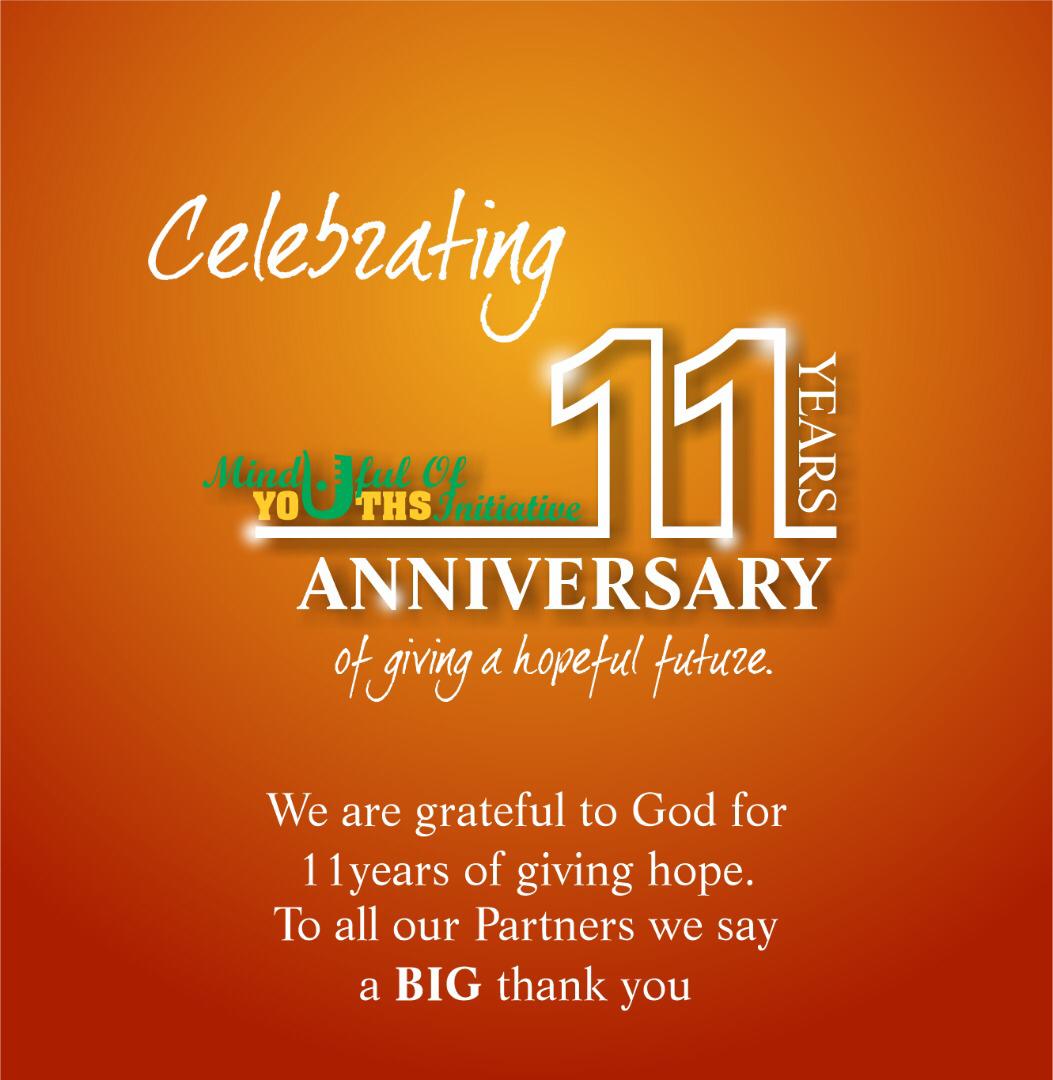 Celebrating
11
YEARS
Mindful Of
YOUTHS Initiative
ANNIVERSARY
of giving a hopeful future.
We are grateful to God for
11years of giving hope.
To all our Partners we say
a BIG thank you